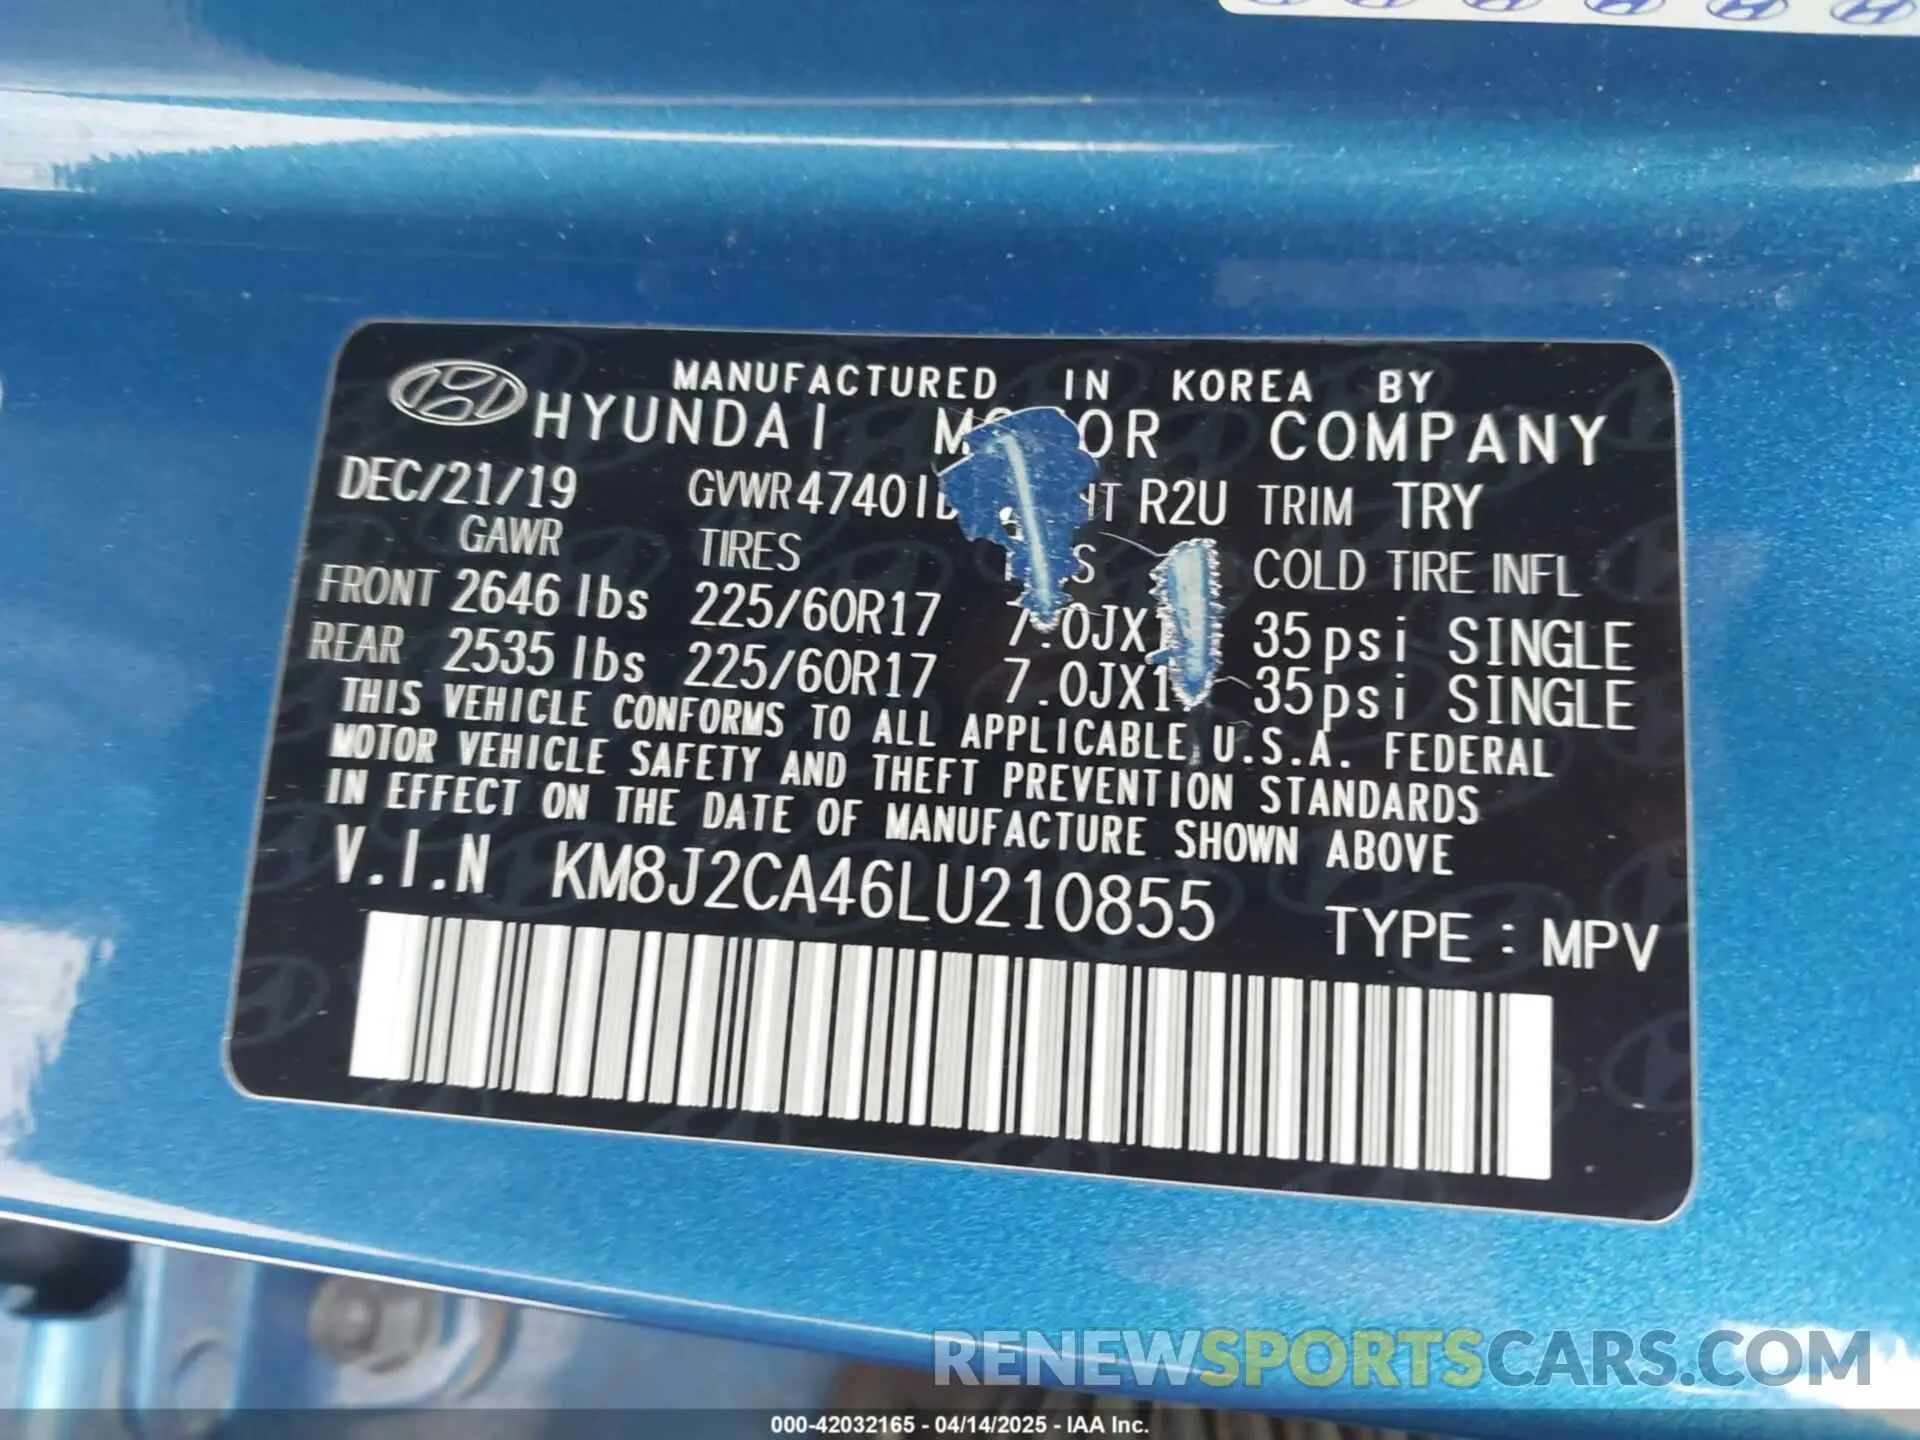 MANUFACTURED IN KOREA BY
HYUNDAI COMPANY
DEC/21/19 GVWR 4740 R2U TRIM TRY
GAWR TIRES COLD TIRE INFL
FRONT 2646 lbs 225/60R17 35psi SINGLE
REAR 2535 lbs 225/60R17 35psi SINGLE
THIS VEHICLE CONFORMS TO ALL APPLICABLE U.S.A. FEDERAL
MOTOR VEHICLE SAFETY AND THEFT PREVENTION STANDARDS
IN EFFECT ON THE DATE OF MANUFACTURE SHOWN ABOVE
V.I.N KM8J2CA46LU210855 TYPE : MPV
RENEWSPORTSCARS.COM
000-42032165 - 04/14/2025 - IAA Inc.